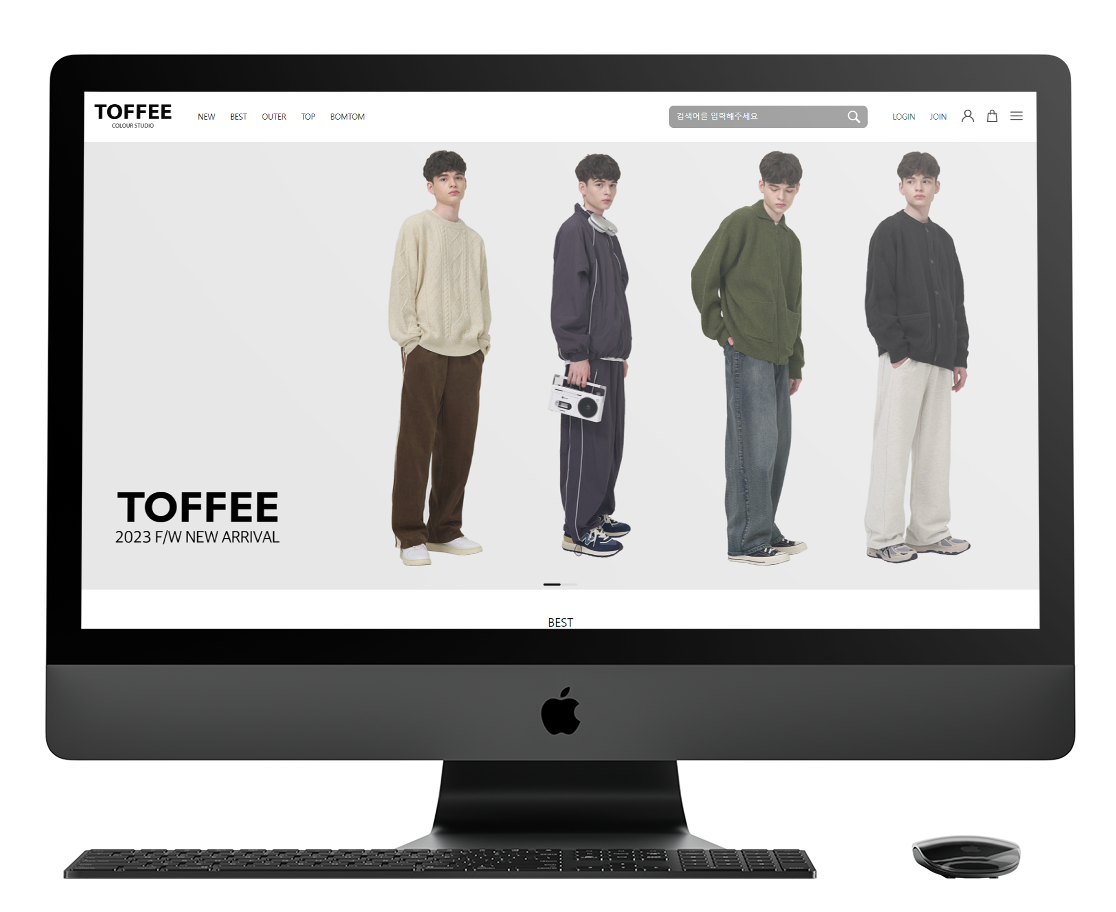 TOFFEE
COLOUR STUDIO
NEW BEST OUTER TOP BOMTOM
검색어를 입력해주세요
LOGIN JOIN
TOFFEE
2023 F/W NEW ARRIVAL
BEST